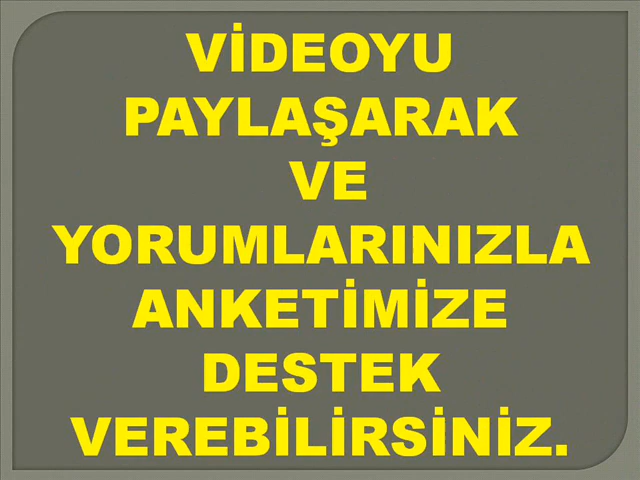 VİDEOYU
PAYLAŞARAK
VE
YORUMLARINIZLA
ANKETİMİZE
DESTEK
VEREBİLİRSİNİZ.